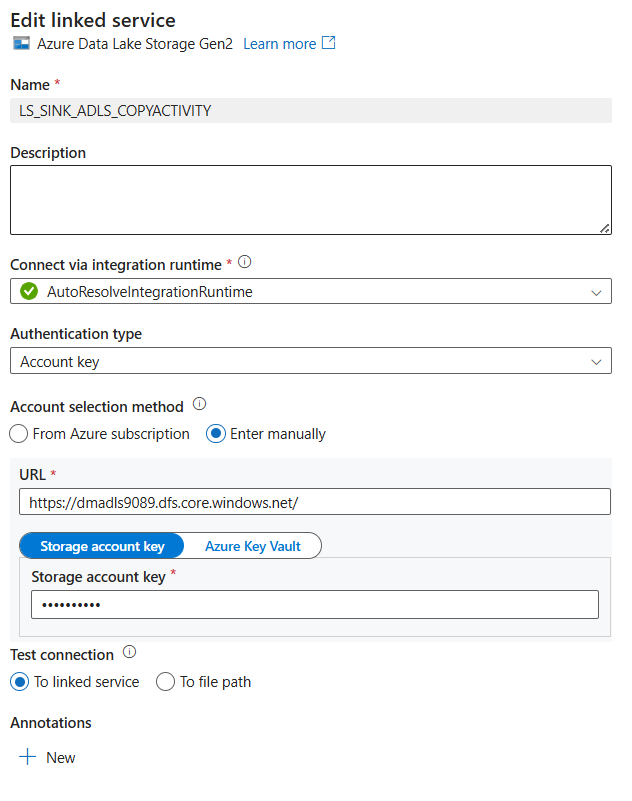 Edit linked service
Azure Data Lake Storage Gen2 Learn more
Name *
LS_SINK_ADLS_COPYACTIVITY
Description
Connect via integration runtime *
AutoResolveIntegrationRuntime
Authentication type
Account key
Account selection method
From Azure subscription Enter manually
URL *
https://dmadls9089.dfs.core.windows.net/
Storage account key Azure Key Vault
Storage account key *
••••••••••
Test connection
To linked service To file path
Annotations
New